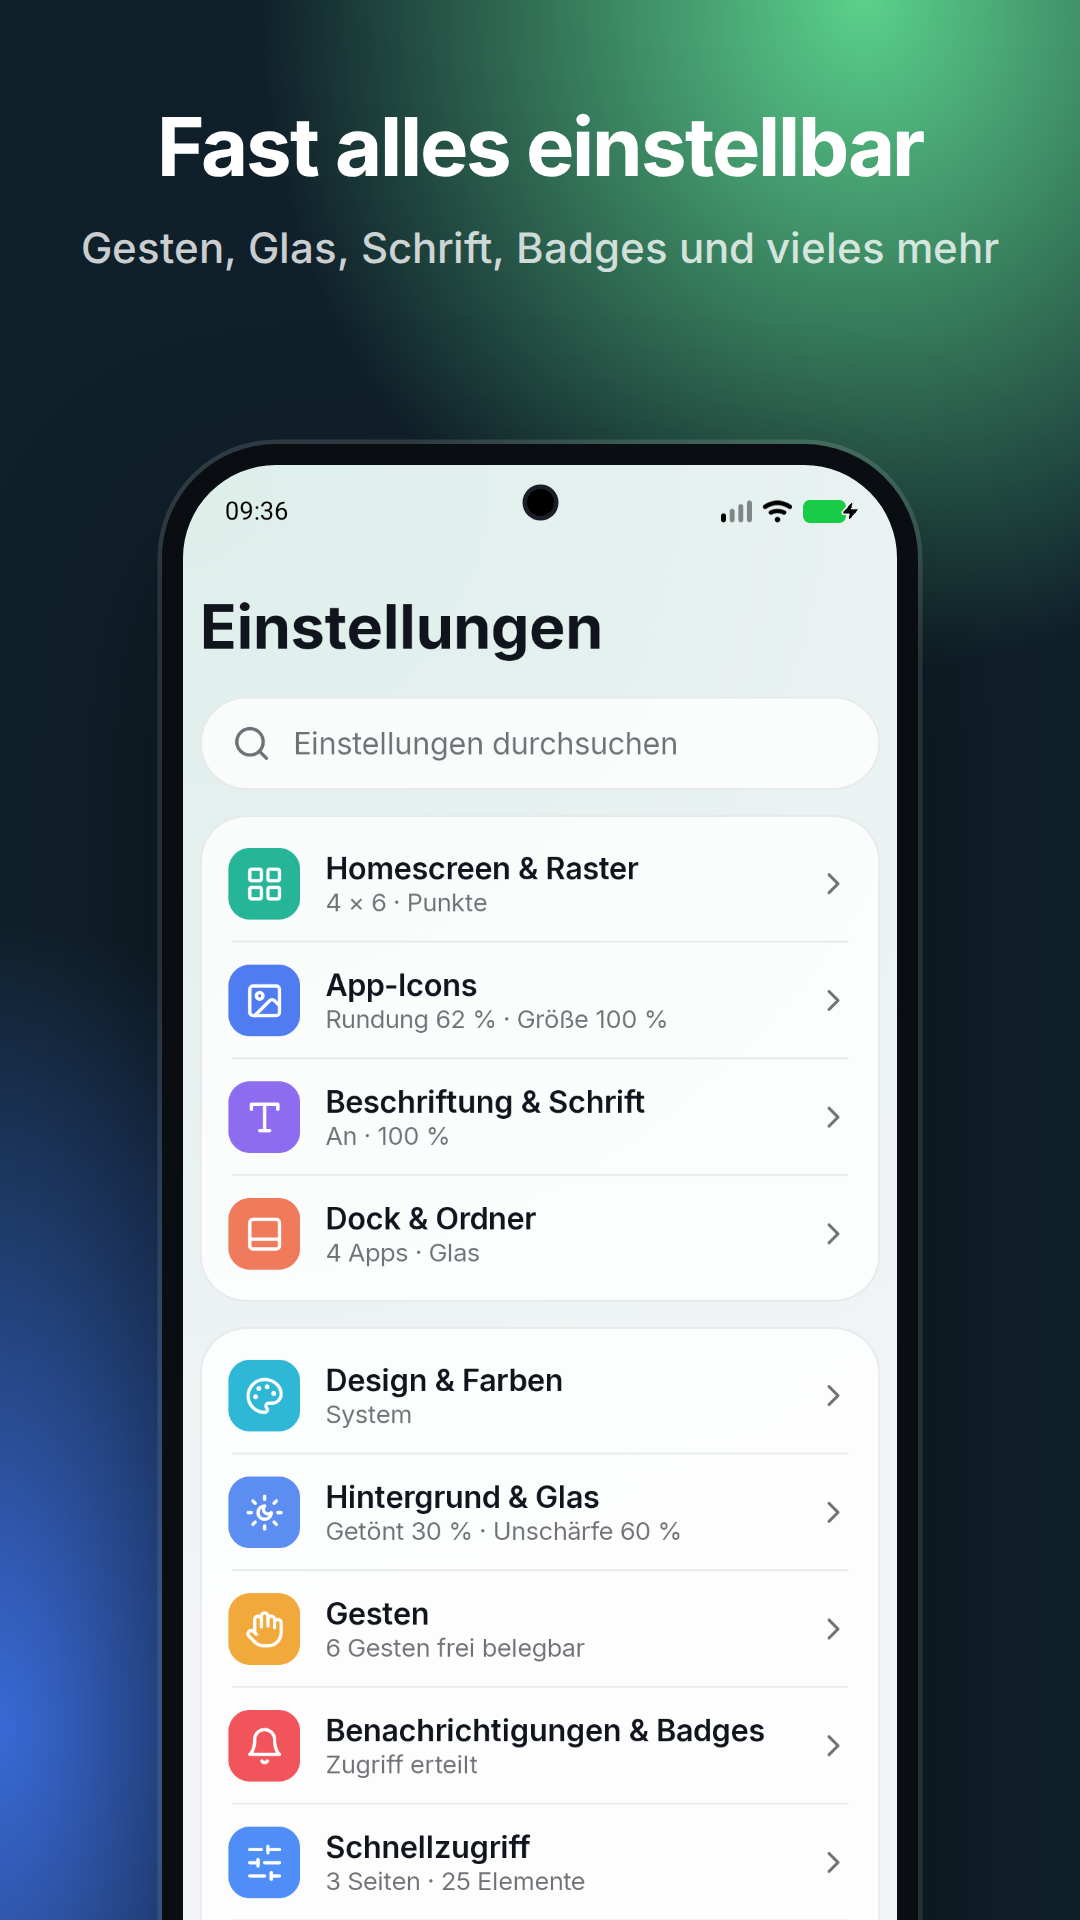 Fast alles einstellbar
Gesten, Glas, Schrift, Badges und vieles mehr
09:36
Einstellungen
Einstellungen durchsuchen
Homescreen & Raster
4 × 6 · Punkte
App-Icons
Rundung 62 % · Größe 100 %
Beschriftung & Schrift
An · 100 %
Dock & Ordner
4 Apps · Glas
Design & Farben
System
Hintergrund & Glas
Getönt 30 % · Unschärfe 60 %
Gesten
6 Gesten frei belegbar
Benachrichtigungen & Badges
Zugriff erteilt
Schnellzugriff
3 Seiten · 25 Elemente